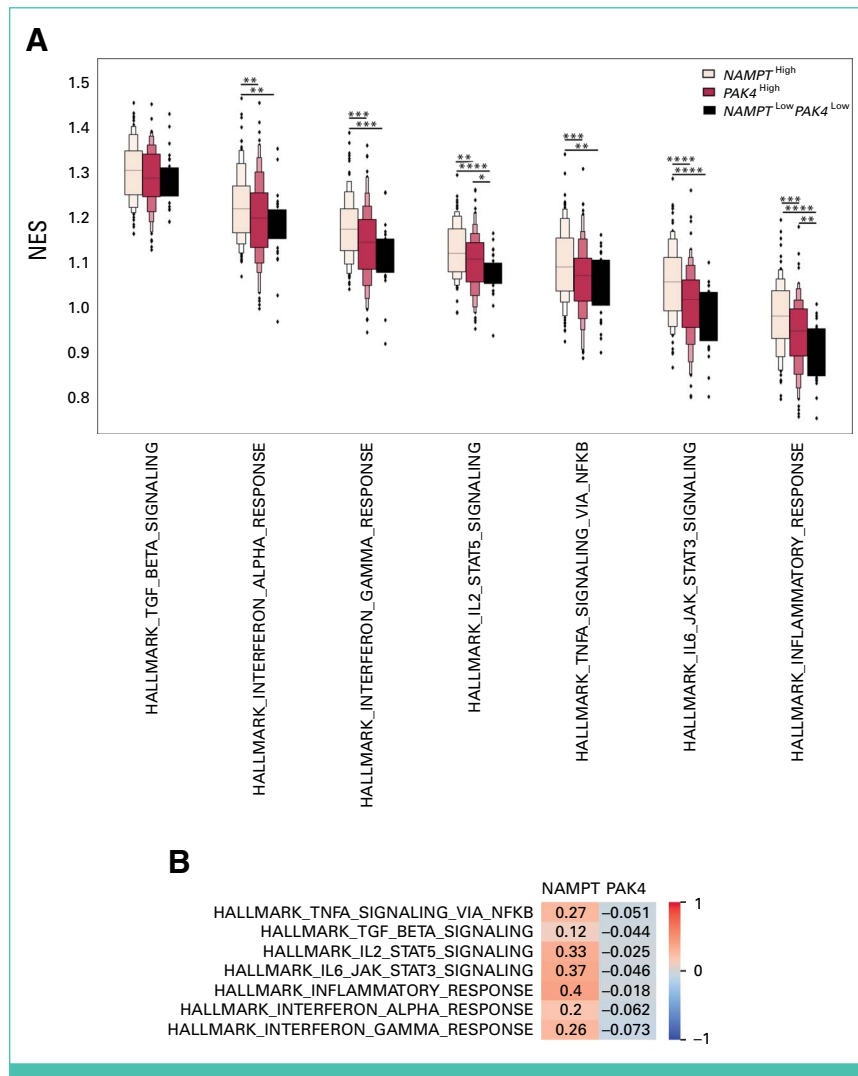 A
1.5
1.4
1.3
1.2
1.1
1.0
0.9
0.8
NES
NAMPT High
PAK4 High
NAMPT Low PAK4 Low
**
**
***
***
**
****
*
***
**
****
****
***
****
**
HALLMARK_TGF_BETA_SIGNALING
HALLMARK_INTERFERON_ALPHA_RESPONSE
HALLMARK_INTERFERON_GAMMA_RESPONSE
HALLMARK_IL2_STAT5_SIGNALING
HALLMARK_TNFA_SIGNALING_VIA_NFKB
HALLMARK_IL6_JAK_STAT3_SIGNALING
HALLMARK_INFLAMMATORY_RESPONSE
B
NAMPT PAK4
HALLMARK_TNFA_SIGNALING_VIA_NFKB 0.27 –0.051
HALLMARK_TGF_BETA_SIGNALING 0.12 –0.044
HALLMARK_IL2_STAT5_SIGNALING 0.33 –0.025
HALLMARK_IL6_JAK_STAT3_SIGNALING 0.37 –0.046
HALLMARK_INFLAMMATORY_RESPONSE 0.4 –0.018
HALLMARK_INTERFERON_ALPHA_RESPONSE 0.2 –0.062
HALLMARK_INTERFERON_GAMMA_RESPONSE 0.26 –0.073
1
0
–1